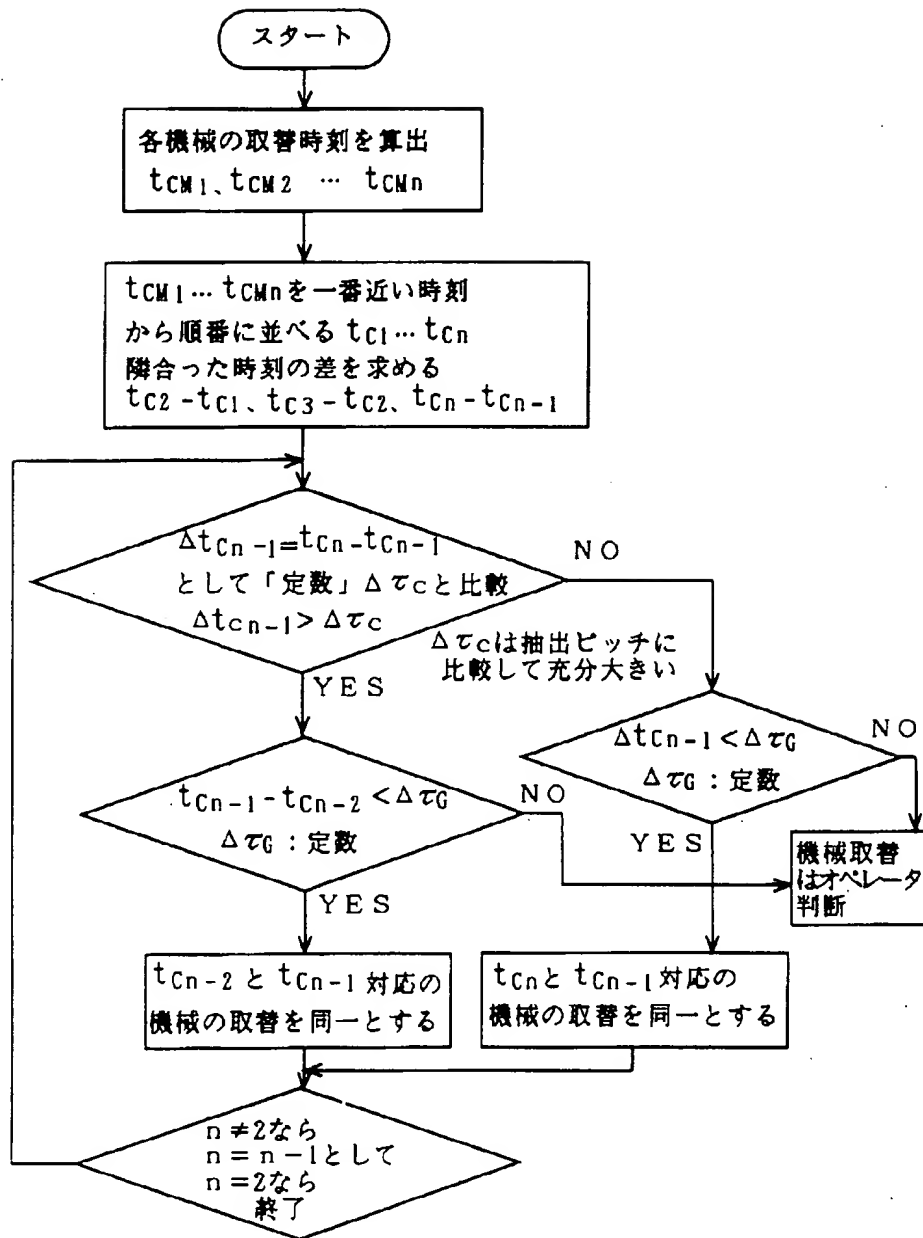 スタート
各機械の取替時刻を算出
tCM1、tCM2 … tCMn
tCM1…tCMnを一番近い時刻
から順番に並べる tC1…tCn
隣合った時刻の差を求める
tC2-tC1、tC3-tC2、tCn-tCn-1
ΔtCn-1=tCn-tCn-1
として「定数」Δτcと比較
Δtcn-1>Δτc
NO
YES
Δτcは抽出ピッチに
比較して充分大きい
ΔtCn-1<ΔτG
ΔτG:定数
NO
YES
tCn-1-tCn-2<ΔτG
ΔτG:定数
NO
YES
機械取替
はオペレータ
判断
tCn-2とtCn-1対応の
機械の取替を同一とする
tCnとtCn-1対応の
機械の取替を同一とする
n≠2なら
n=n-1として
n=2なら
終了